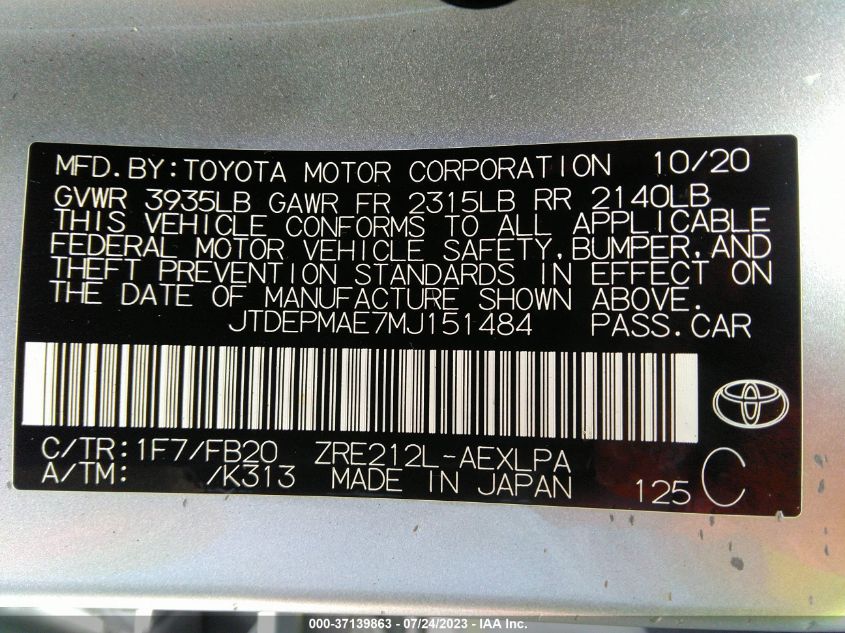 MFD.BY:TOYOTA MOTOR CORPORATION 10/20
GVWR 3935LB GAWR FR 2315LB RR 2140LB
THIS VEHICLE CONFORMS TO ALL APPLICABLE
FEDERAL MOTOR VEHICLE SAFETY,BUMPER,AND
THEFT PREVENTION STANDARDS IN EFFECT ON
THE DATE OF MANUFACTURE SHOWN ABOVE.
JTDEPMAE7MJ151484 PASS.CAR
C/TR:1F7/FB20 ZRE212L-AEXLPA
A/TM: /K313 MADE IN JAPAN 125 C
000-37139863 - 07/24/2023 - IAA Inc.